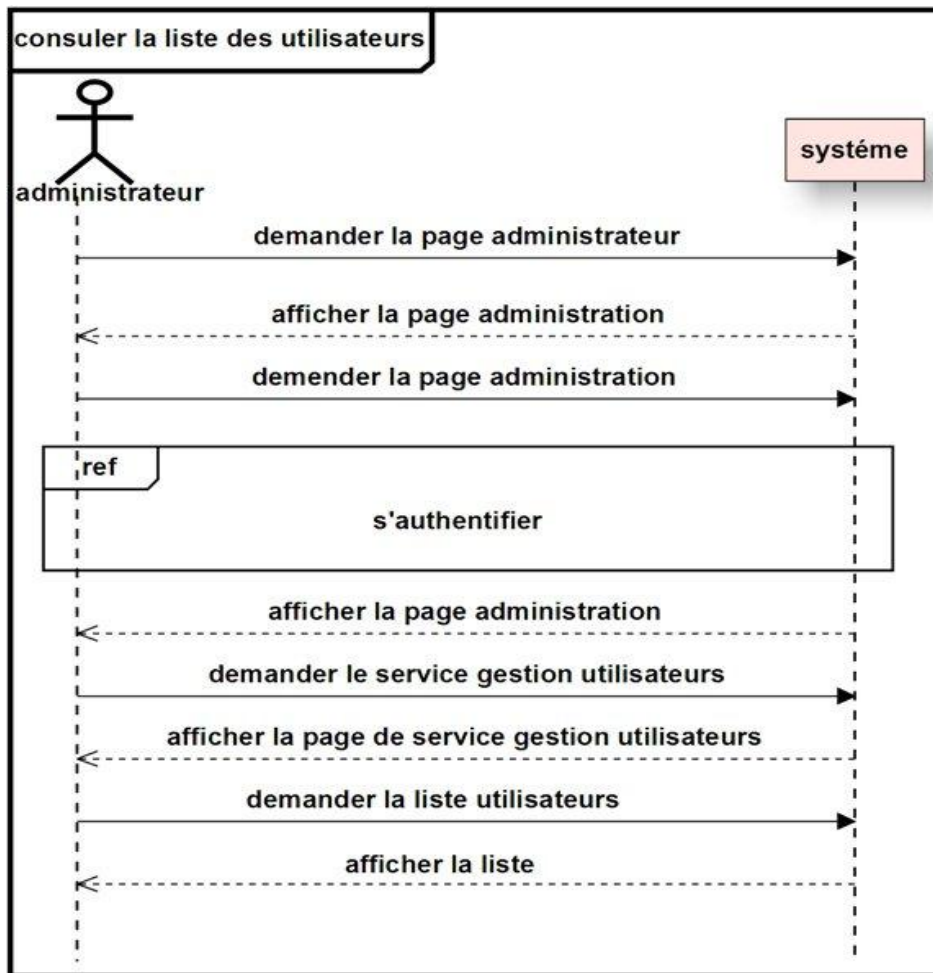 consuler la liste des utilisateurs
administrateur
systéme
demander la page administrateur
afficher la page administration
demender la page administration
ref
s'authentifier
afficher la page administration
demander le service gestion utilisateurs
afficher la page de service gestion utilisateurs
demander la liste utilisateurs
afficher la liste